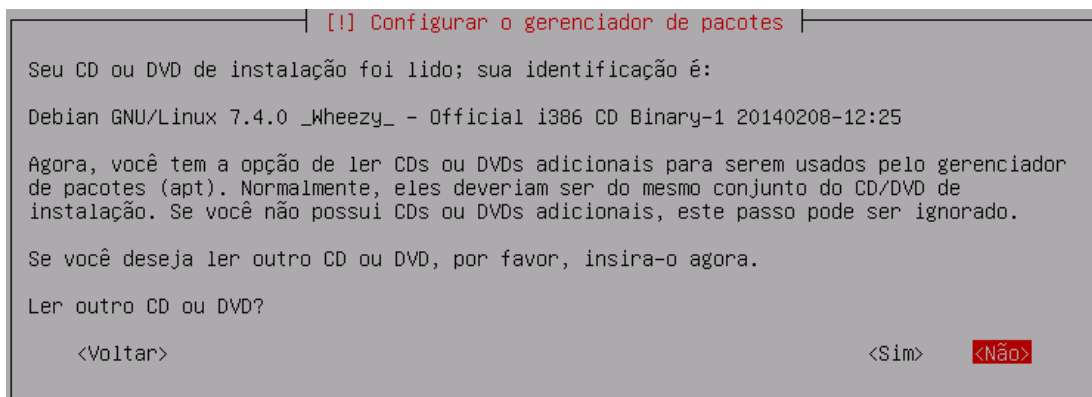 [!] Configurar o gerenciador de pacotes
Seu CD ou DVD de instalação foi lido; sua identificação é:
Debian GNU/Linux 7.4.0 _Wheezy_ - Official i386 CD Binary-1 20140208-12:25
Agora, você tem a opção de ler CDs ou DVDs adicionais para serem usados pelo gerenciador
de pacotes (apt). Normalmente, eles deveriam ser do mesmo conjunto do CD/DVD de
instalação. Se você não possui CDs ou DVDs adicionais, este passo pode ser ignorado.
Se você deseja ler outro CD ou DVD, por favor, insira-o agora.
Ler outro CD ou DVD?
<Voltar> <Sim> <Não>